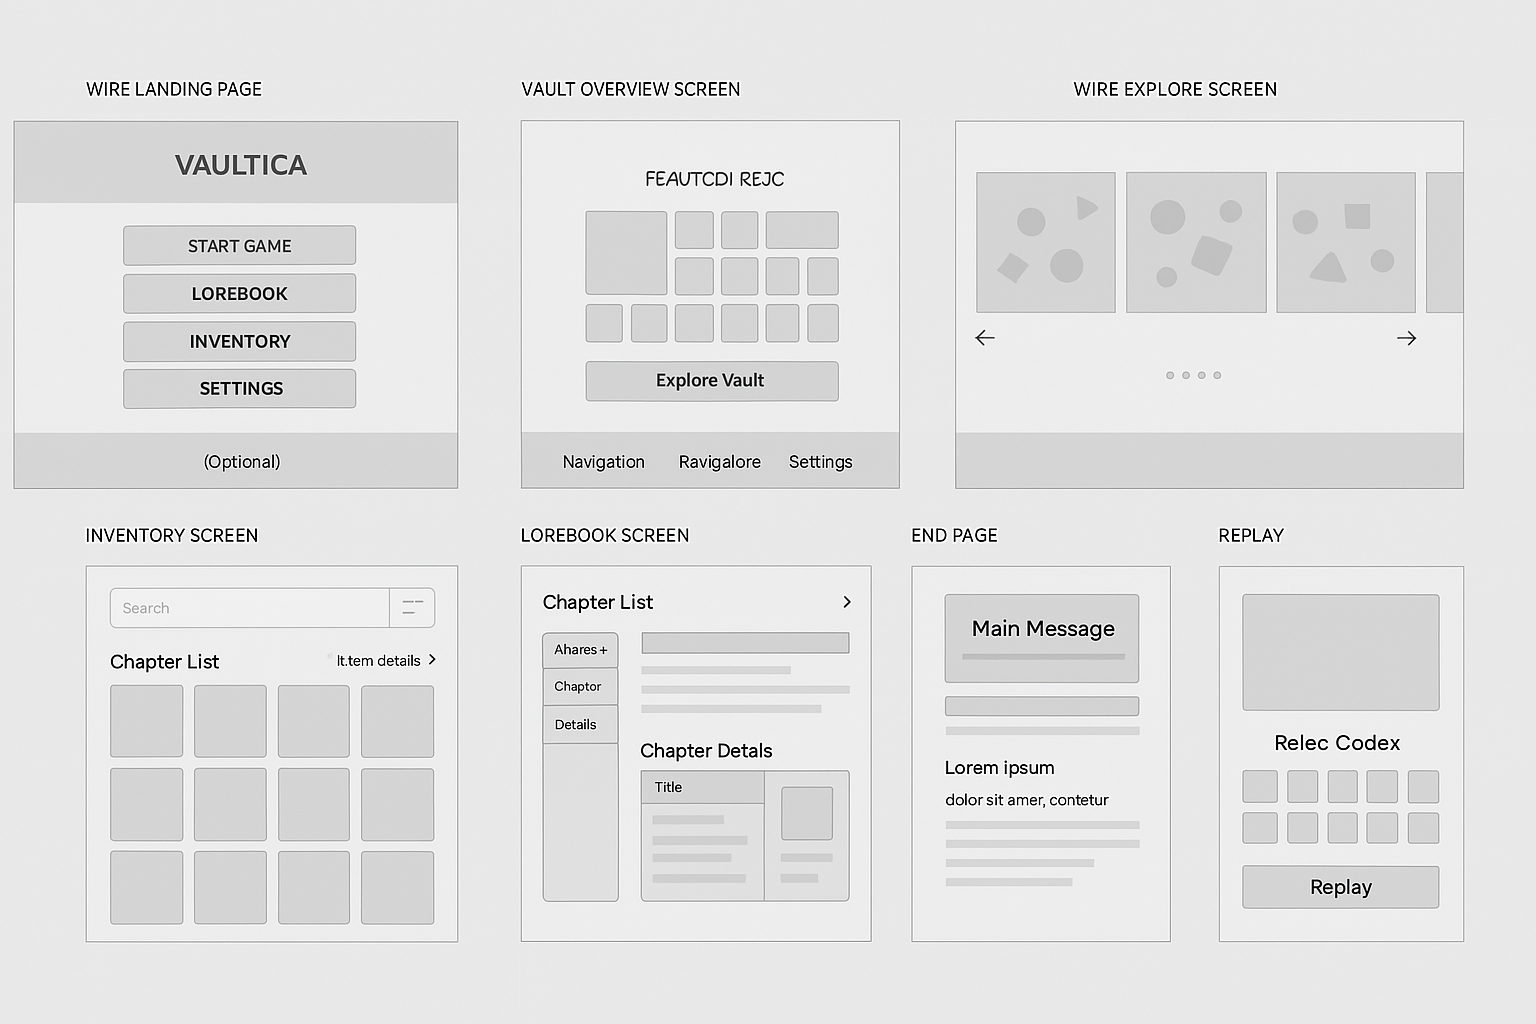 WIRE LANDING PAGE
VAULTICA
START GAME
LOREBOOK
INVENTORY
SETTINGS
(Optional)
VAULT OVERVIEW SCREEN
FEAUTCDI REJC
Explore Vault
Navigation Ravigalore Settings
WIRE EXPLORE SCREEN
INVENTORY SCREEN
Search
Chapter List
It.tem details
LOREBOOK SCREEN
Chapter List
Ahares+
Chaptor
Details
Chapter Detals
Title
END PAGE
Main Message
Lorem ipsum
dolor sit amer, contetur
REPLAY
Relec Codex
Replay